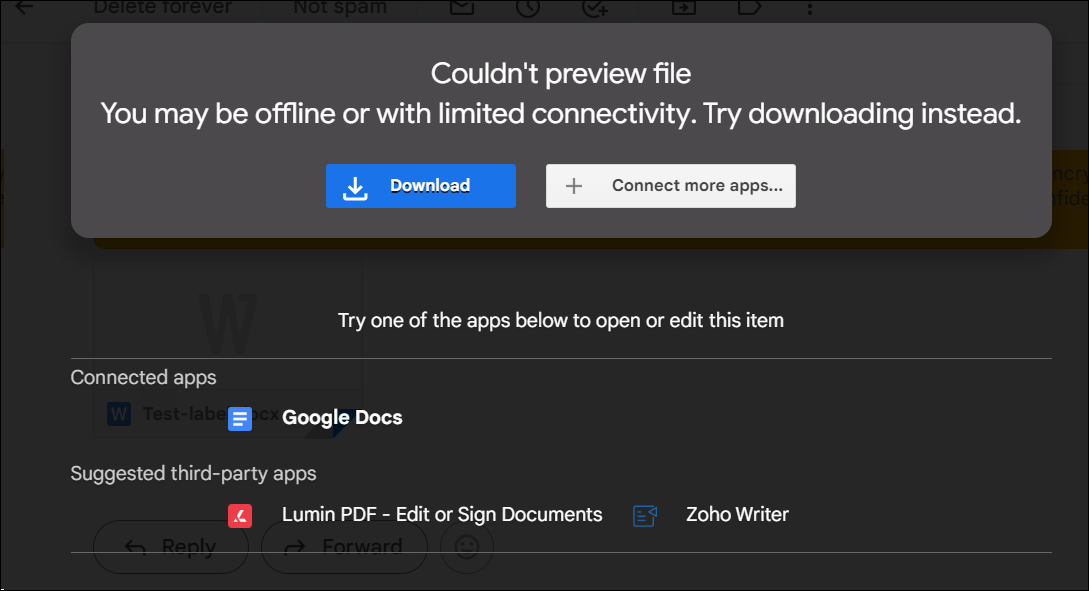 Delete forever Not spam
Couldn't preview file
You may be offline or with limited connectivity. Try downloading instead.
Download Connect more apps...
Try one of the apps below to open or edit this item
Connected apps
W Test-label
Google Docs
Suggested third-party apps
Lumin PDF - Edit or Sign Documents Zoho Writer
Reply Forward